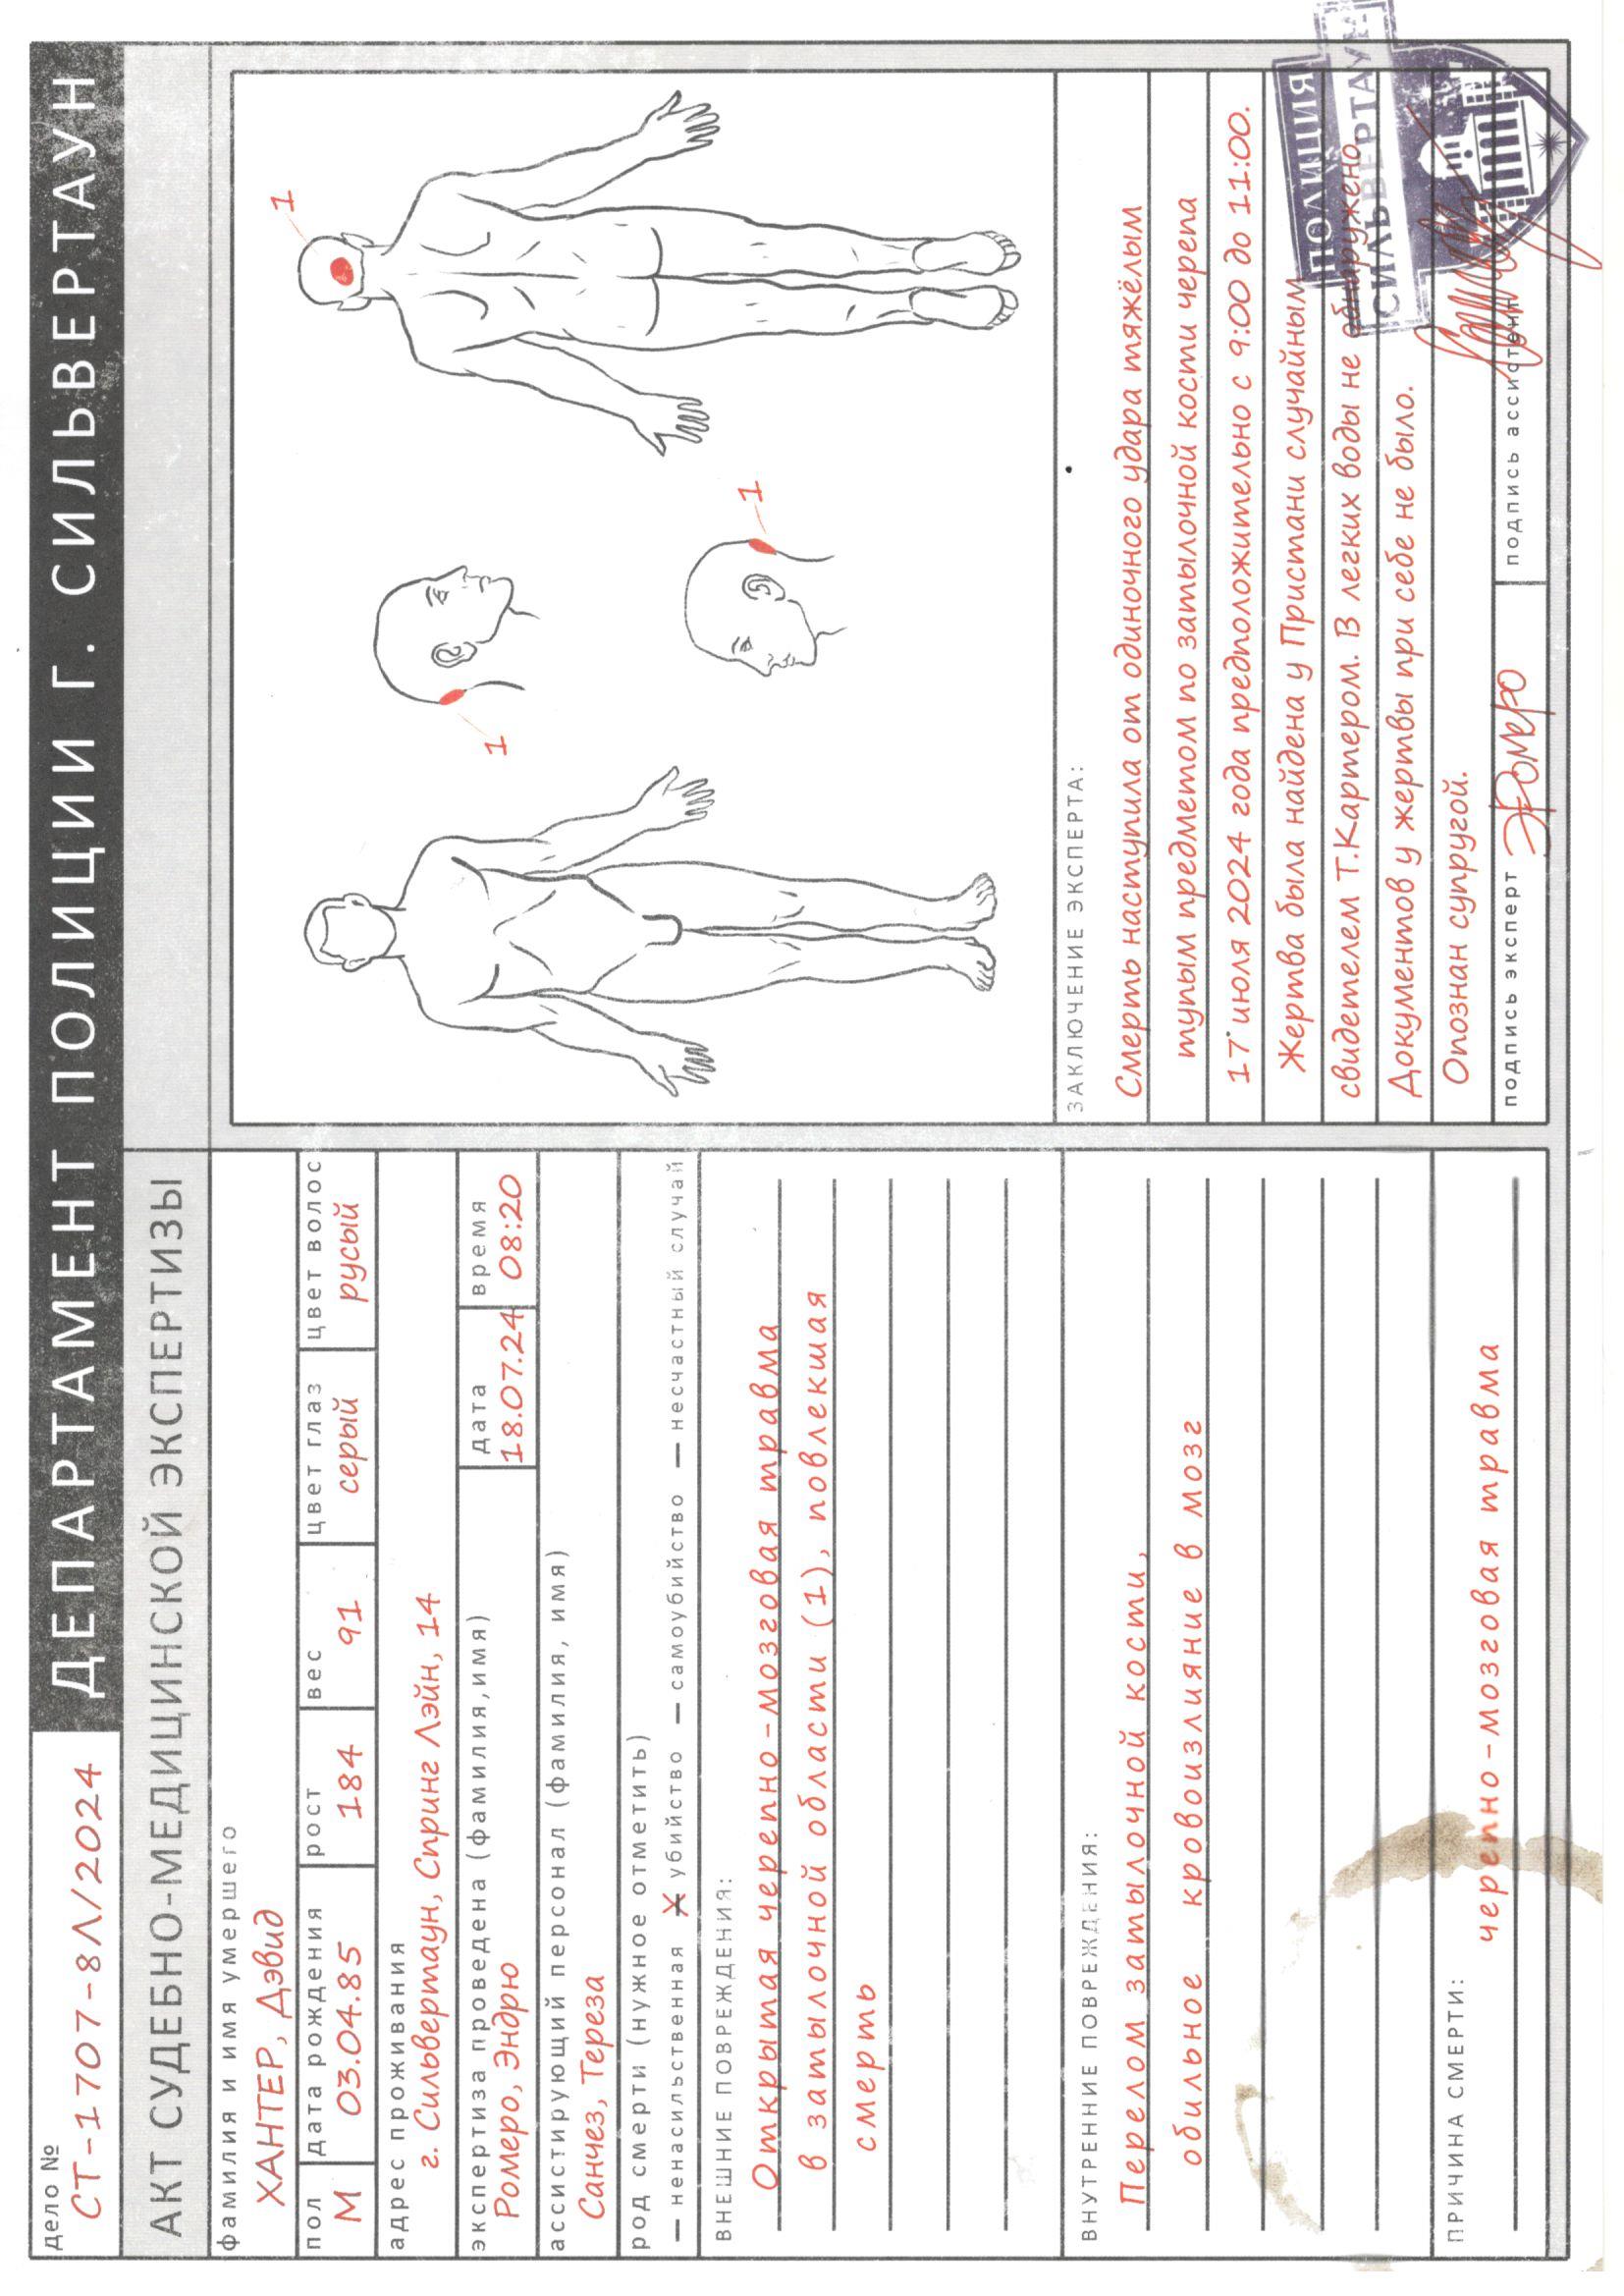 дело №
СТ-1707-8Л/2024
ДЕПАРТАМЕНТ ПОЛИЦИИ Г. СИЛЬВЕРТАУН
АКТ СУДЕБНО-МЕДИЦИНСКОЙ ЭКСПЕРТИЗЫ
фамилия и имя умершего
ХАНТЕР, Дэвид
пол дата рождения рост вес цвет глаз цвет волос
М 03.04.85 184 91 серый русый
адрес проживания
г. Сильвертаун, Спринг Лэйн, 14
экспертиза проведена (фамилия,имя) дата время
Ромеро, Эндрю 18.07.24 08:20
ассистирующий персонал (фамилия, имя)
Санчез, Тереза
род смерти (нужное отметить)
— ненасильственная X убийство — самоубийство — несчастный случай
ВНЕШНИЕ ПОВРЕЖДЕНИЯ:
Открытая черепно-мозговая травма
в затылочной области (1), повлекшая
смерть
ВНУТРЕННИЕ ПОВРЕЖДЕНИЯ:
Перелом затылочной кости,
обильное кровоизлияние в мозг
ПРИЧИНА СМЕРТИ:
черепно-мозговая травма
1
1
1
ЗАКЛЮЧЕНИЕ ЭКСПЕРТА:
Смерть наступила от одиночного удара тяжёлым
тупым предметом по затылочной кости черепа
17 июля 2024 года предположительно с 9:00 до 11:00.
Жертва была найдена у Пристани случайным
свидетелем Т.Картером. В легких воды не обнаружено.
Документов у жертвы при себе не было.
Опознан супругой.
подпись эксперт ЭРомеро подпись ассистент
ПОЛИЦИЯ
СИЛЬВЕРТАУН